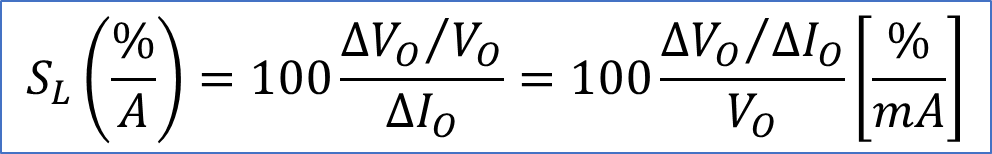 S_L (%/A) = 100 (ΔV_O/V_O)/(ΔI_O) = 100 (ΔV_O/ΔI_O)/(V_O) [%/mA]